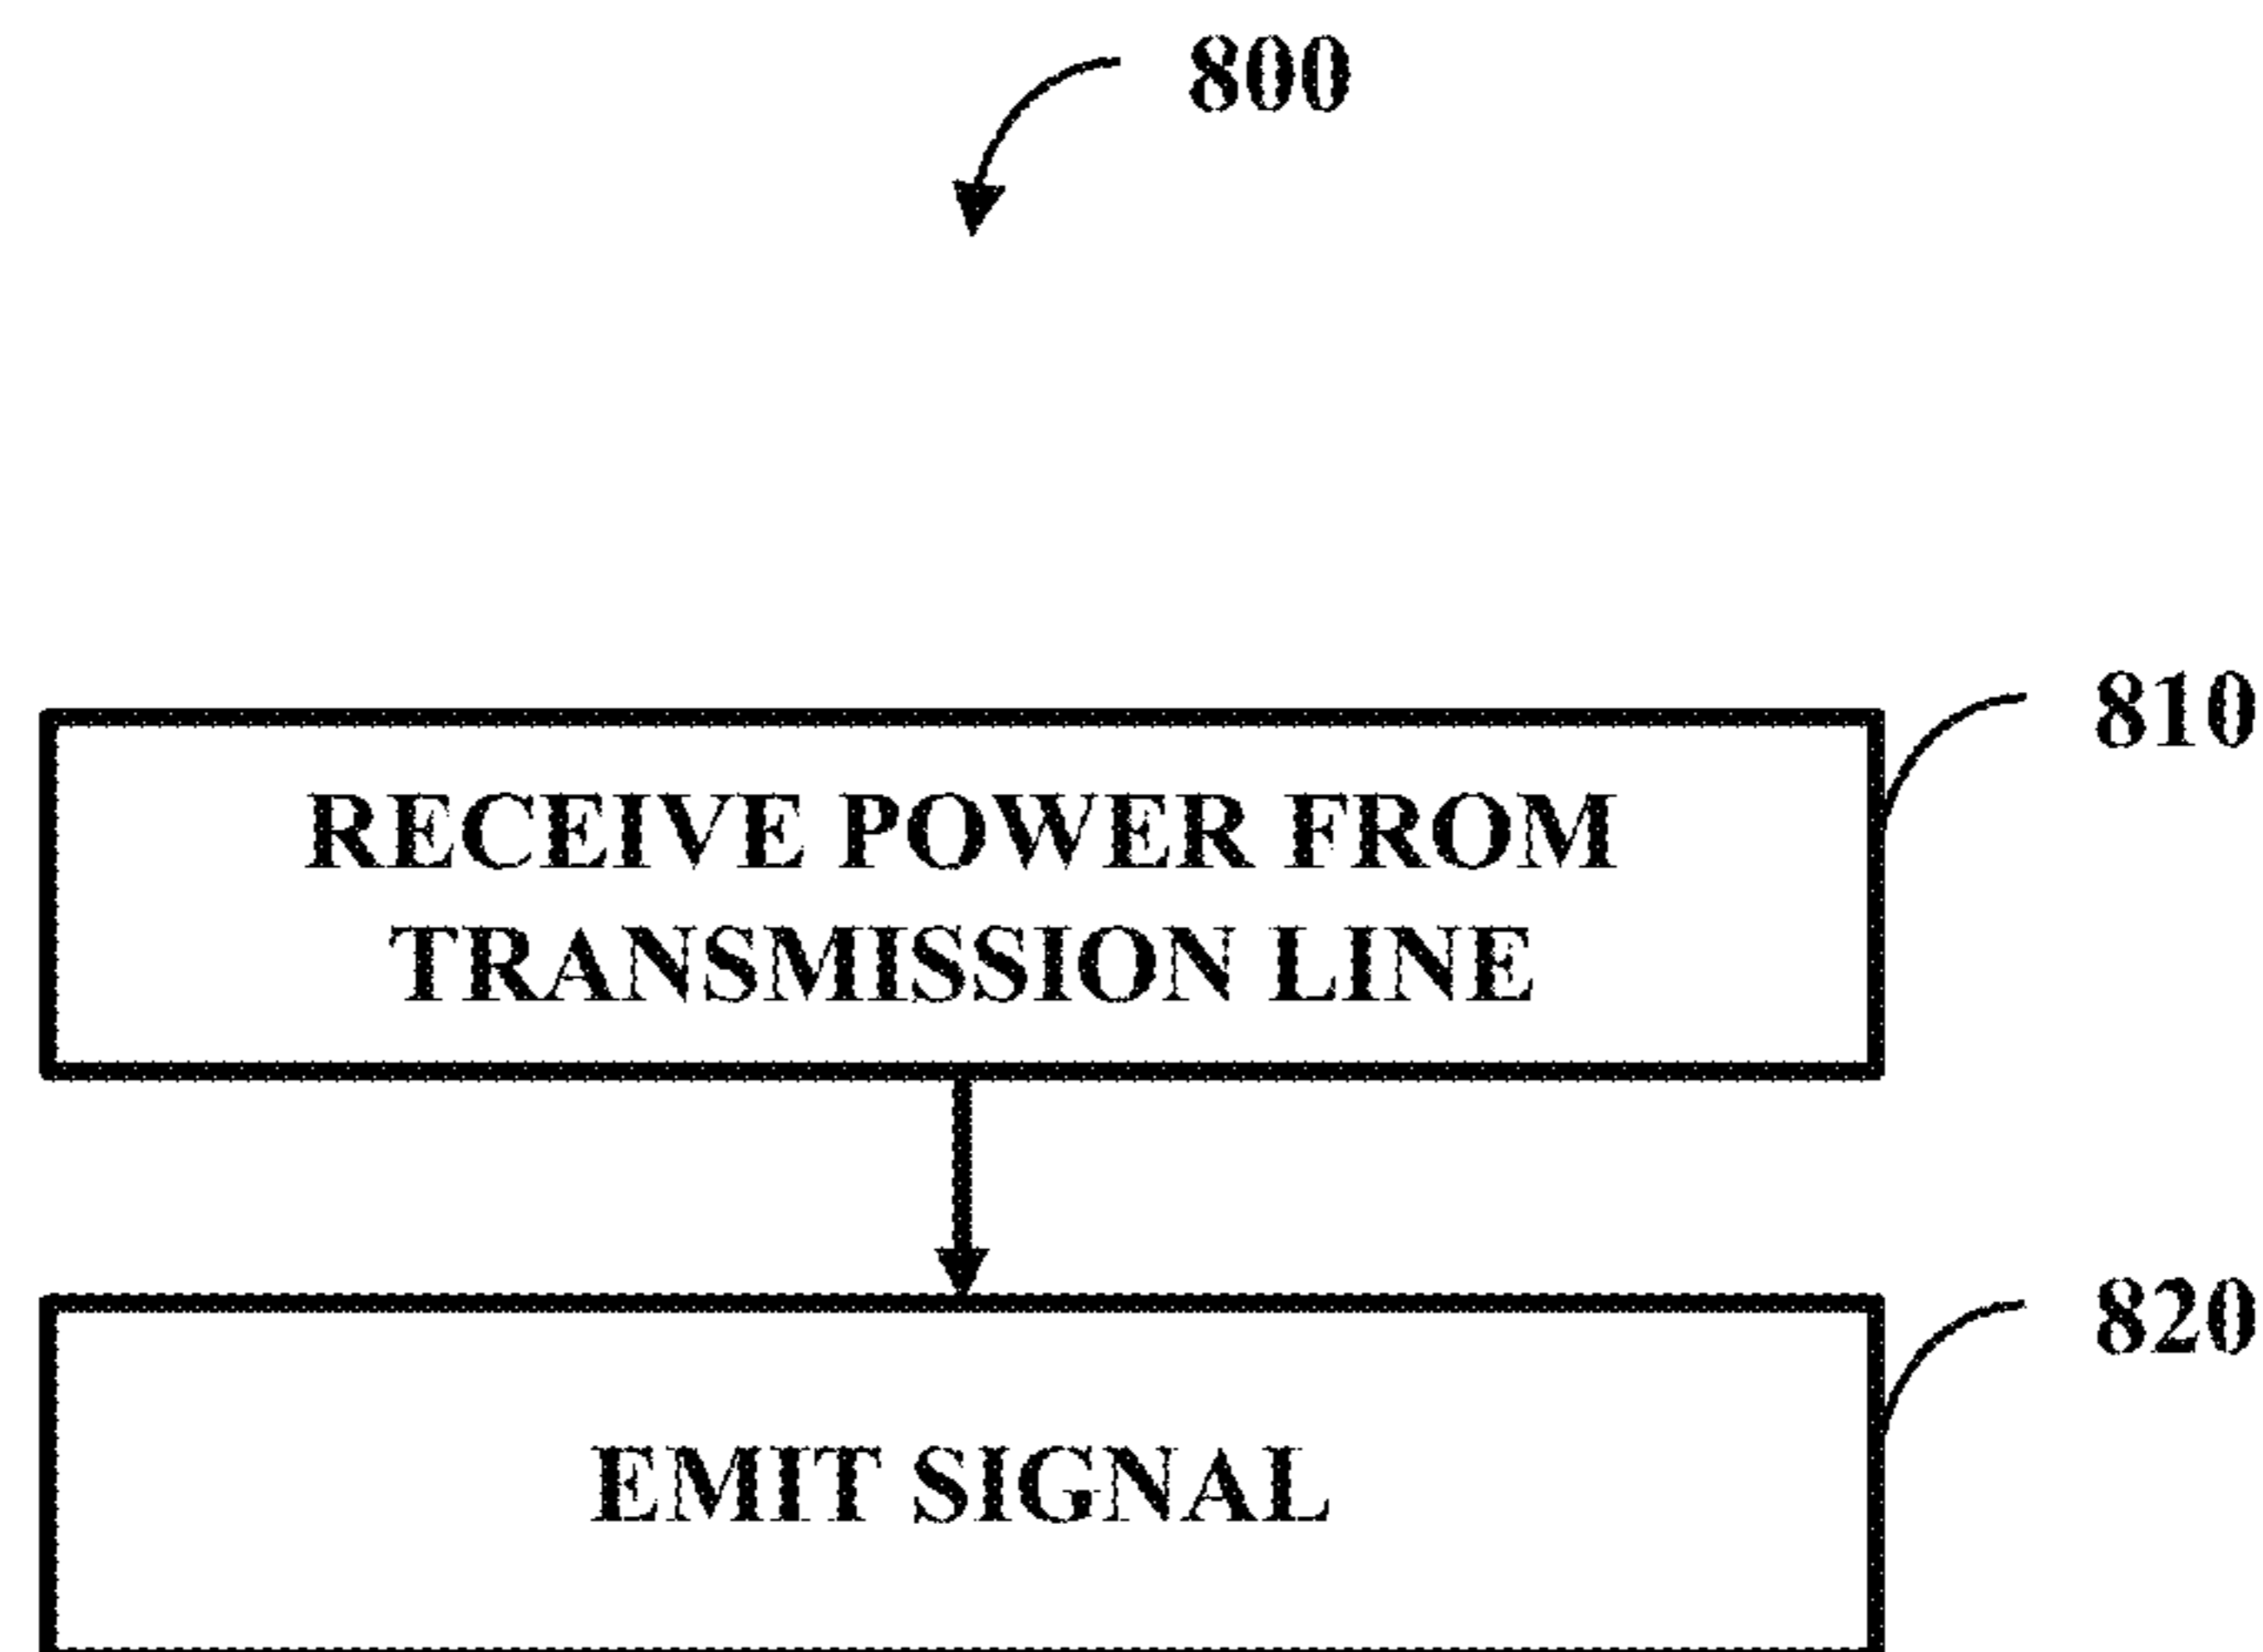 800
810
RECEIVE POWER FROM
TRANSMISSION LINE
820
EMIT SIGNAL